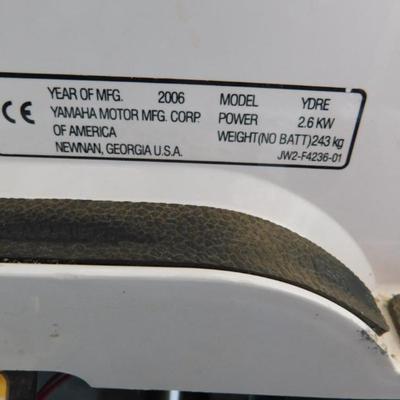 CE YEAR OF MFG. 2006 MODEL YDRE
YAMAHA MOTOR MFG. CORP. POWER 2.6 KW
OF AMERICA WEIGHT(NO BATT) 243 kg
NEWNAN, GEORGIA U.S.A. JW2-F4236-01